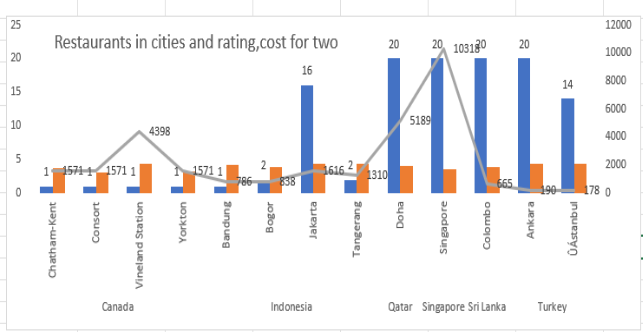 25
12000
Restaurants in cities and rating,cost for two
20
20
20
20
10318
10000
20
16
14
8000
15
4398
5189
6000
10
4000
5
1 1571 1 1571 1 1 1571 1 786 2 838 1616 2 1310 665 190 178
2000
0
0
Chatham-Kent
Consort
Vineland Station
Yorkton
Bandung
Bogor
Jakarta
Tangerang
Doha
Singapore
Colombo
Ankara
ÛÁstanbul
Canada Indonesia Qatar Singapore Sri Lanka Turkey